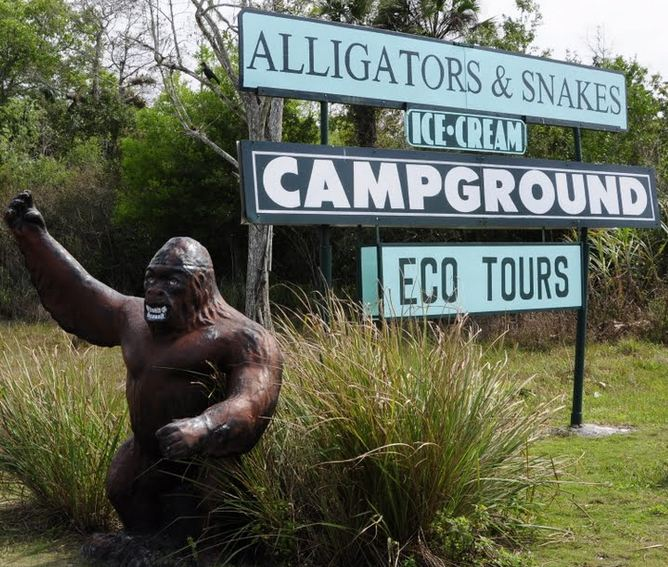 ALLIGATORS & SNAKES
ICE·CREAM
CAMPGROUND
ECO TOURS